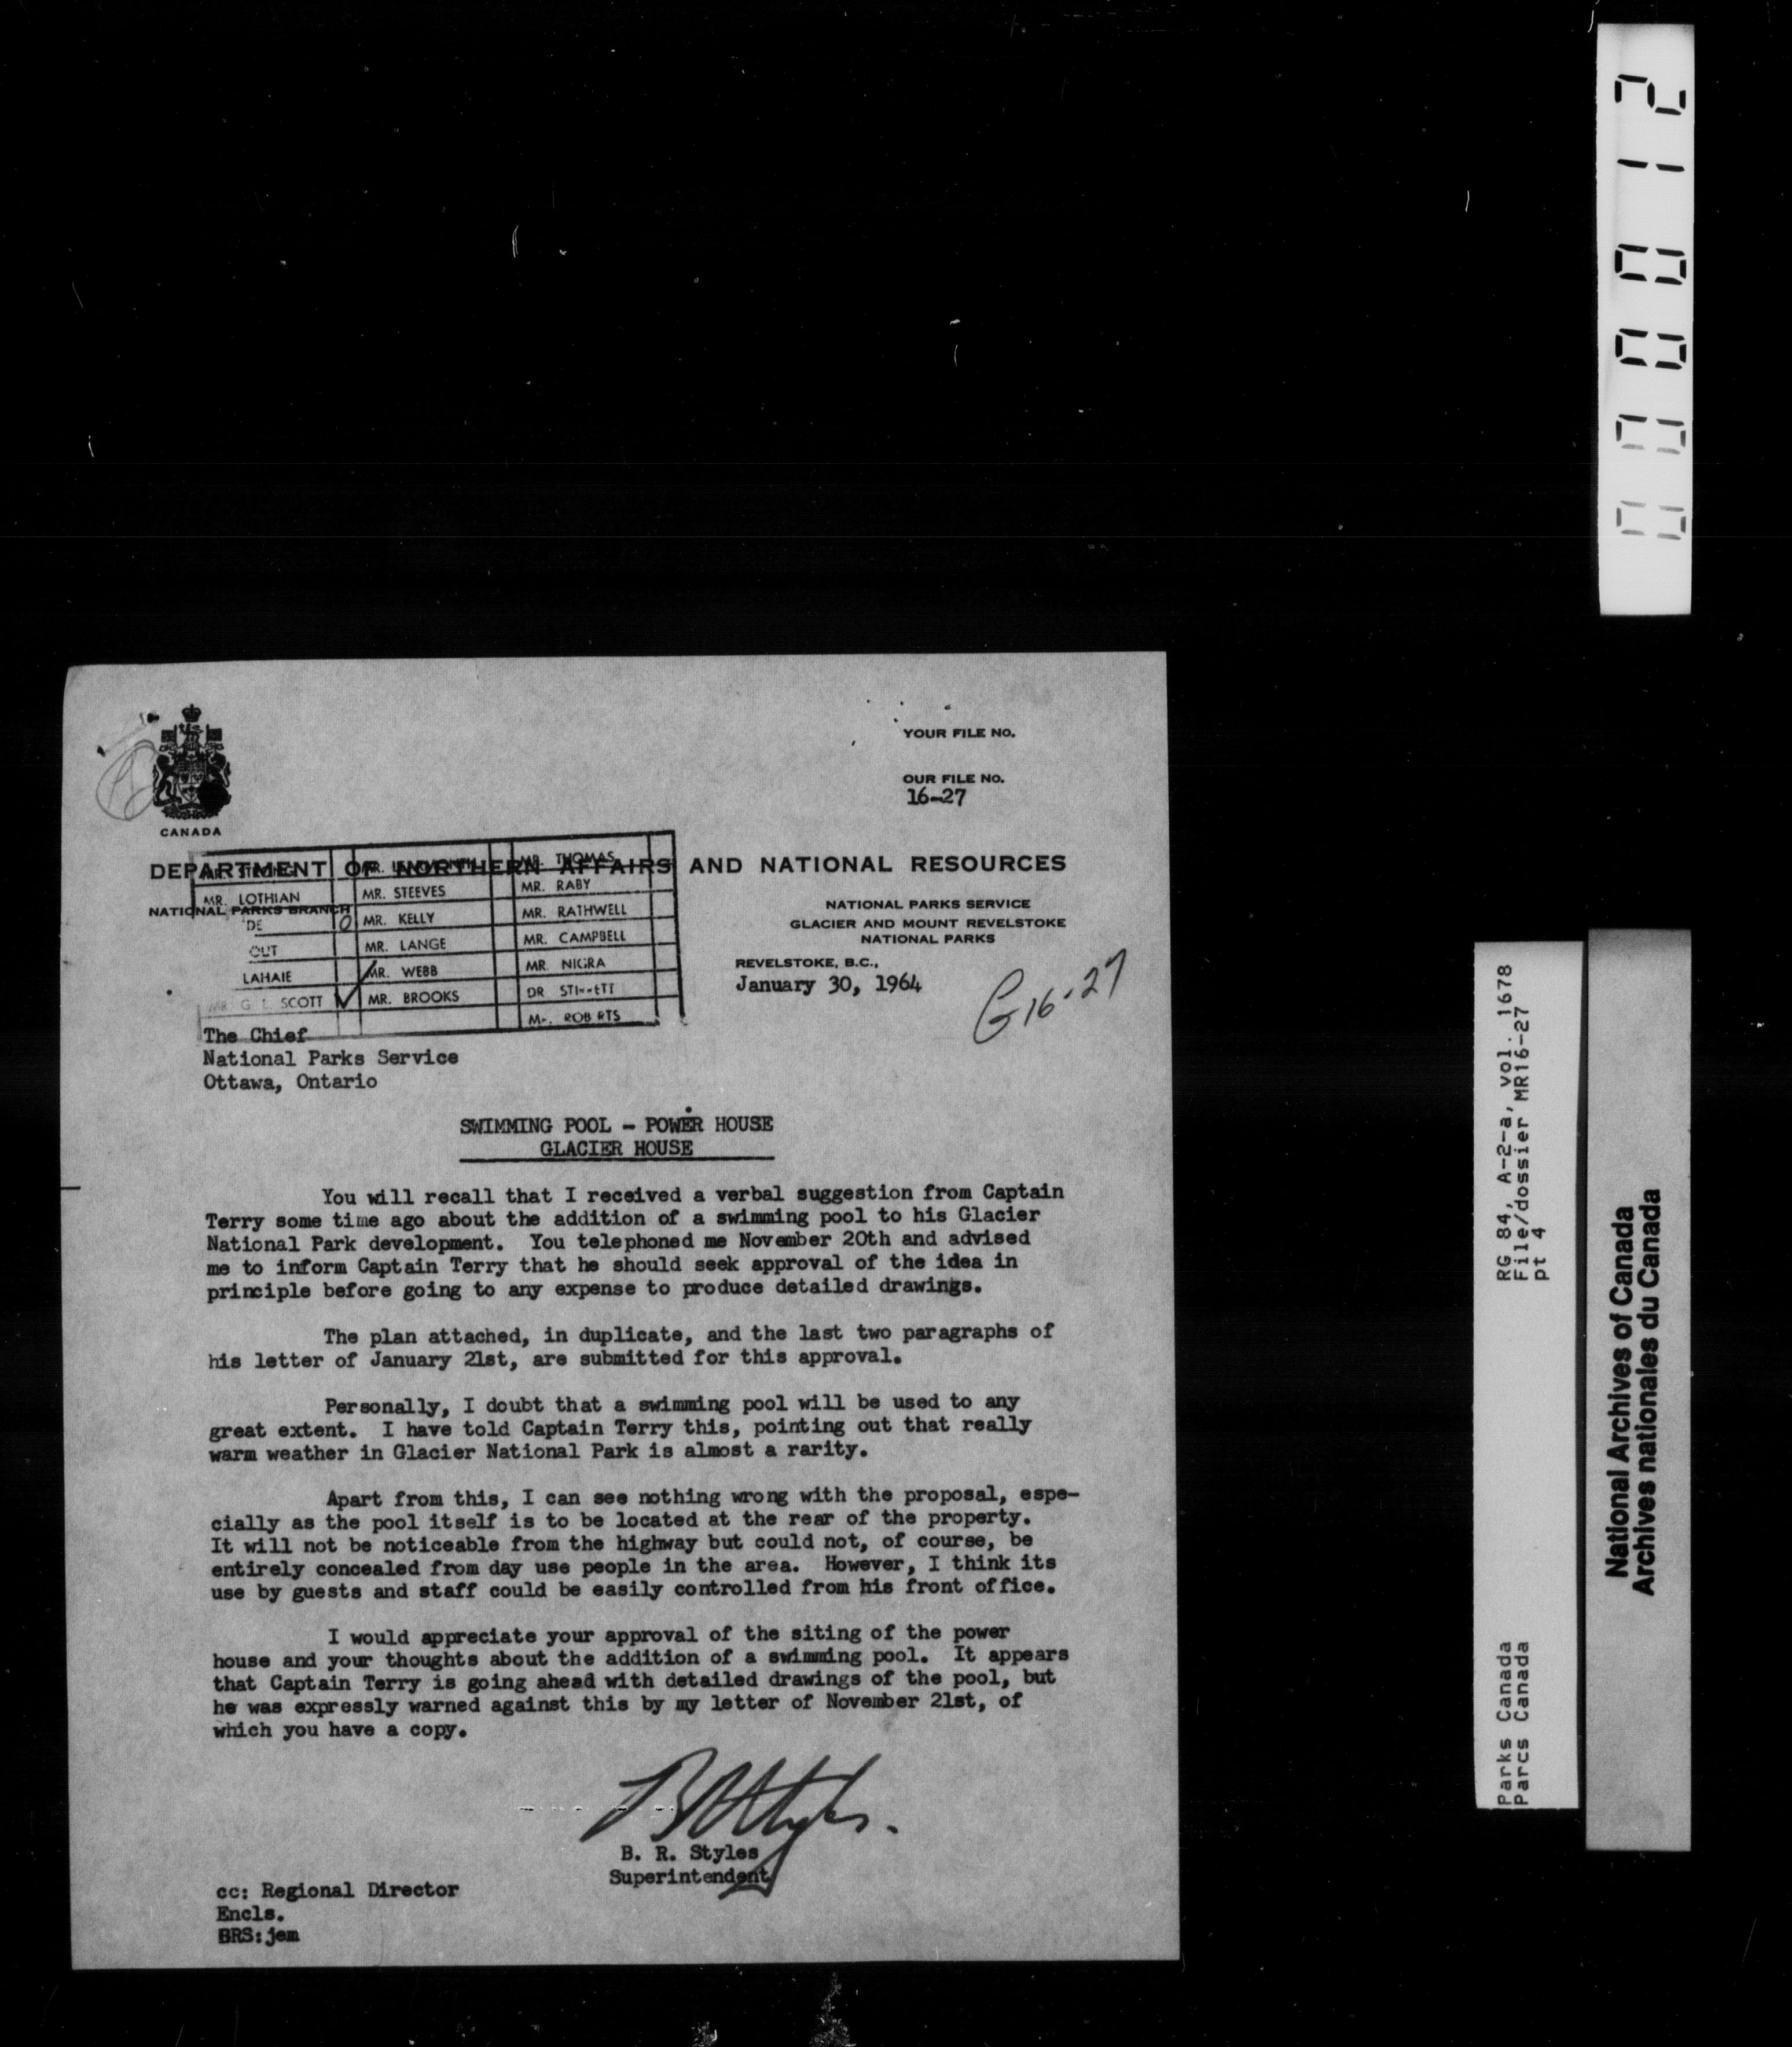 000012
YOUR FILE NO.
OUR FILE NO.
16-27
CANADA
DEPARTMENT OF NORTHERN AFFAIRS AND NATIONAL RESOURCES
NATIONAL PARKS BRANCH
MR. THOMAS
MR. LOTHIAN MR. STEEVES MR. RABY
MR. KELLY MR. RATHWELL
MR. LANGE MR. CAMPBELL
LAHAIE MR. WEBB MR. NIGRA
SCOTT MR. BROOKS DR
NATIONAL PARKS SERVICE
GLACIER AND MOUNT REVELSTOKE
NATIONAL PARKS
REVELSTOKE, B.C.,
January 30, 1964
G16-27
The Chief
National Parks Service
Ottawa, Ontario
SWIMMING POOL - POWER HOUSE
GLACIER HOUSE
You will recall that I received a verbal suggestion from Captain
Terry some time ago about the addition of a swimming pool to his Glacier
National Park development. You telephoned me November 20th and advised
me to inform Captain Terry that he should seek approval of the idea in
principle before going to any expense to produce detailed drawings.
The plan attached, in duplicate, and the last two paragraphs of
his letter of January 21st, are submitted for this approval.
Personally, I doubt that a swimming pool will be used to any
great extent. I have told Captain Terry this, pointing out that really
warm weather in Glacier National Park is almost a rarity.
Apart from this, I can see nothing wrong with the proposal, espe-
cially as the pool itself is to be located at the rear of the property.
It will not be noticeable from the highway but could not, of course, be
entirely concealed from day use people in the area. However, I think its
use by guests and staff could be easily controlled from his front office.
I would appreciate your approval of the siting of the power
house and your thoughts about the addition of a swimming pool. It appears
that Captain Terry is going ahead with detailed drawings of the pool, but
he was expressly warned against this by my letter of November 21st, of
which you have a copy.
B. R. Styles
Superintendent
cc: Regional Director
Encls.
BRS:jem
RG 84, A-2-a, vol. 1678
File/dossier MR16-27
pt 4
Parks Canada
Parcs Canada
National Archives of Canada
Archives nationales du Canada